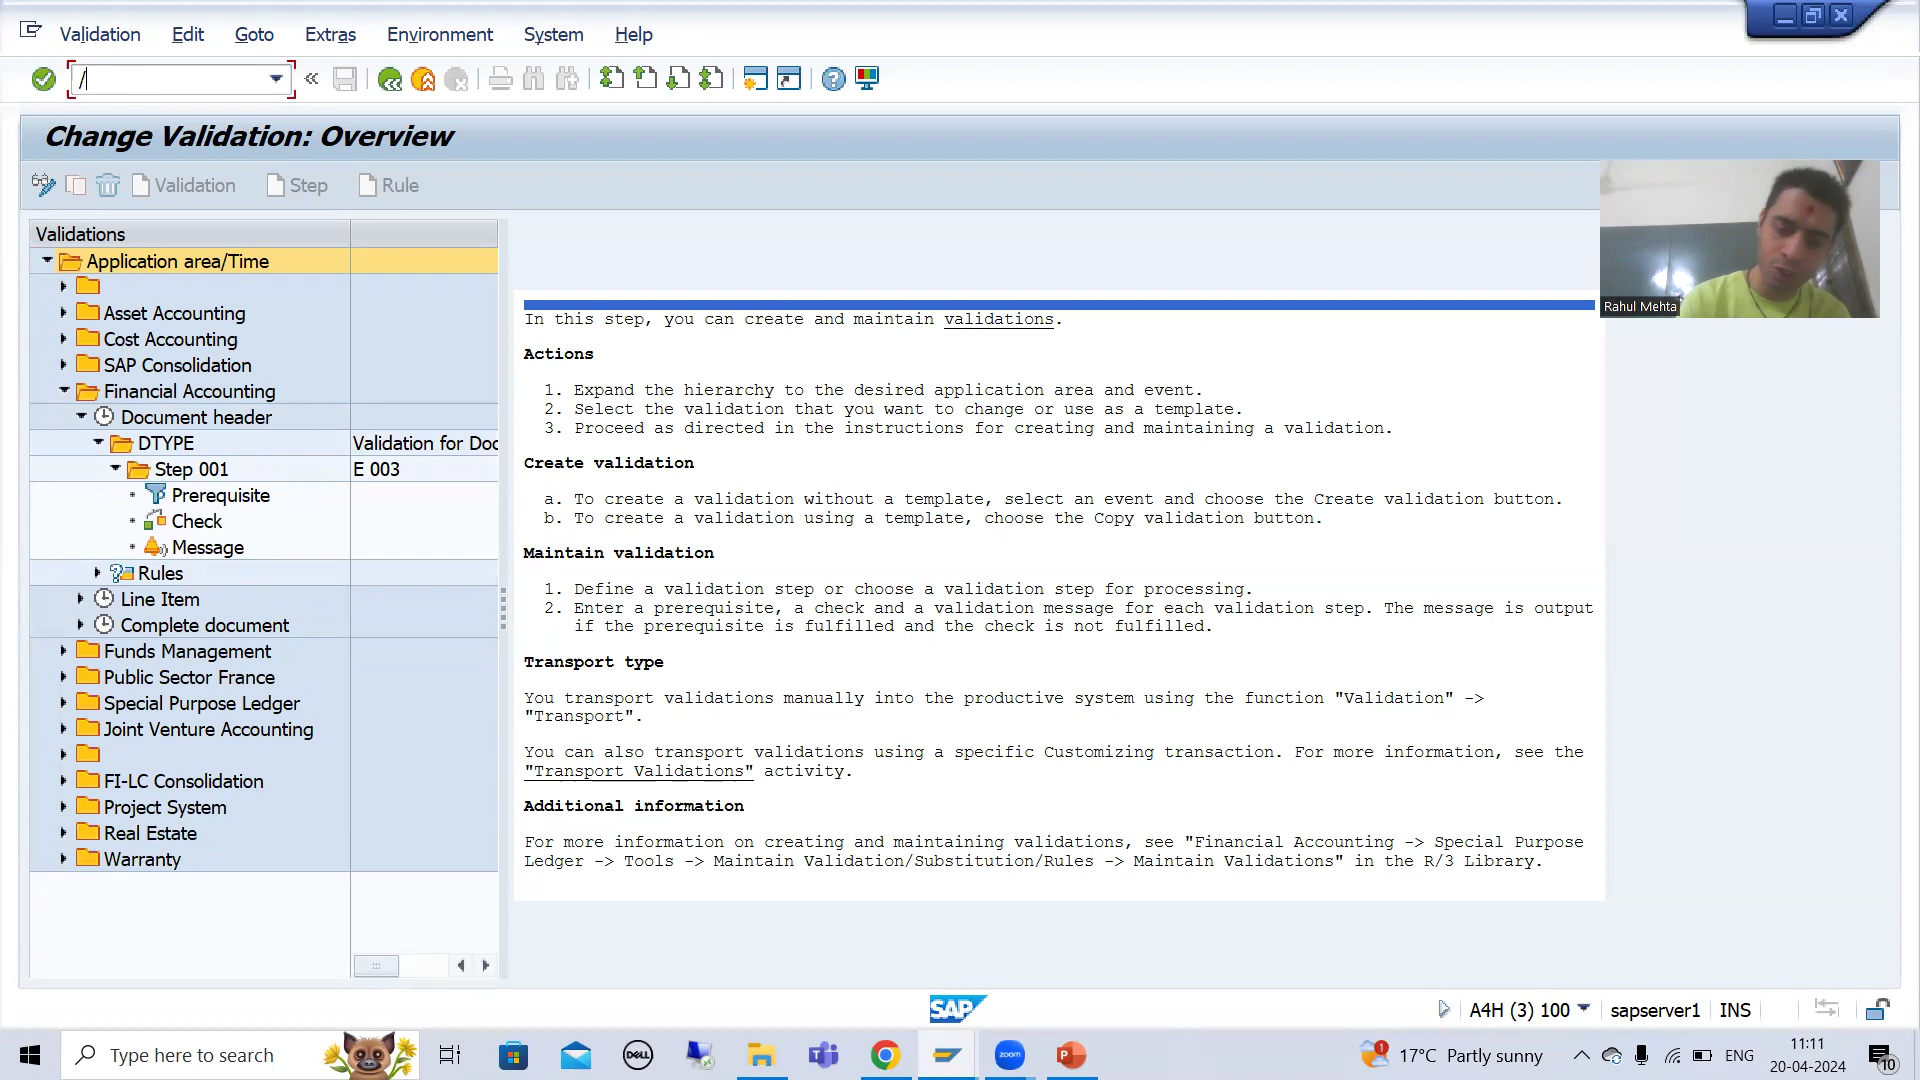 Validation Edit Goto Extras Environment System Help
/
Change Validation: Overview
Validation Step Rule
Validations
Application area/Time
Asset Accounting
Cost Accounting
SAP Consolidation
Financial Accounting
Document header
DTYPE Validation for Doc
Step 001 E 003
Prerequisite
Check
Message
Rules
Line Item
Complete document
Funds Management
Public Sector France
Special Purpose Ledger
Joint Venture Accounting
FI-LC Consolidation
Project System
Real Estate
Warranty
In this step, you can create and maintain validations.
Actions
1. Expand the hierarchy to the desired application area and event.
2. Select the validation that you want to change or use as a template.
3. Proceed as directed in the instructions for creating and maintaining a validation.
Create validation
a. To create a validation without a template, select an event and choose the Create validation button.
b. To create a validation using a template, choose the Copy validation button.
Maintain validation
1. Define a validation step or choose a validation step for processing.
2. Enter a prerequisite, a check and a validation message for each validation step. The message is output
if the prerequisite is fulfilled and the check is not fulfilled.
Transport type
You transport validations manually into the productive system using the function "Validation" ->
"Transport".
You can also transport validations using a specific Customizing transaction. For more information, see the
"Transport Validations" activity.
Additional information
For more information on creating and maintaining validations, see "Financial Accounting -> Special Purpose
Ledger -> Tools -> Maintain Validation/Substitution/Rules -> Maintain Validations" in the R/3 Library.
Rahul Mehta
SAP
A4H (3) 100 sapserver1 INS
Type here to search
DELL
zoom
1
17°C Partly sunny
ENG
11:11
20-04-2024
10